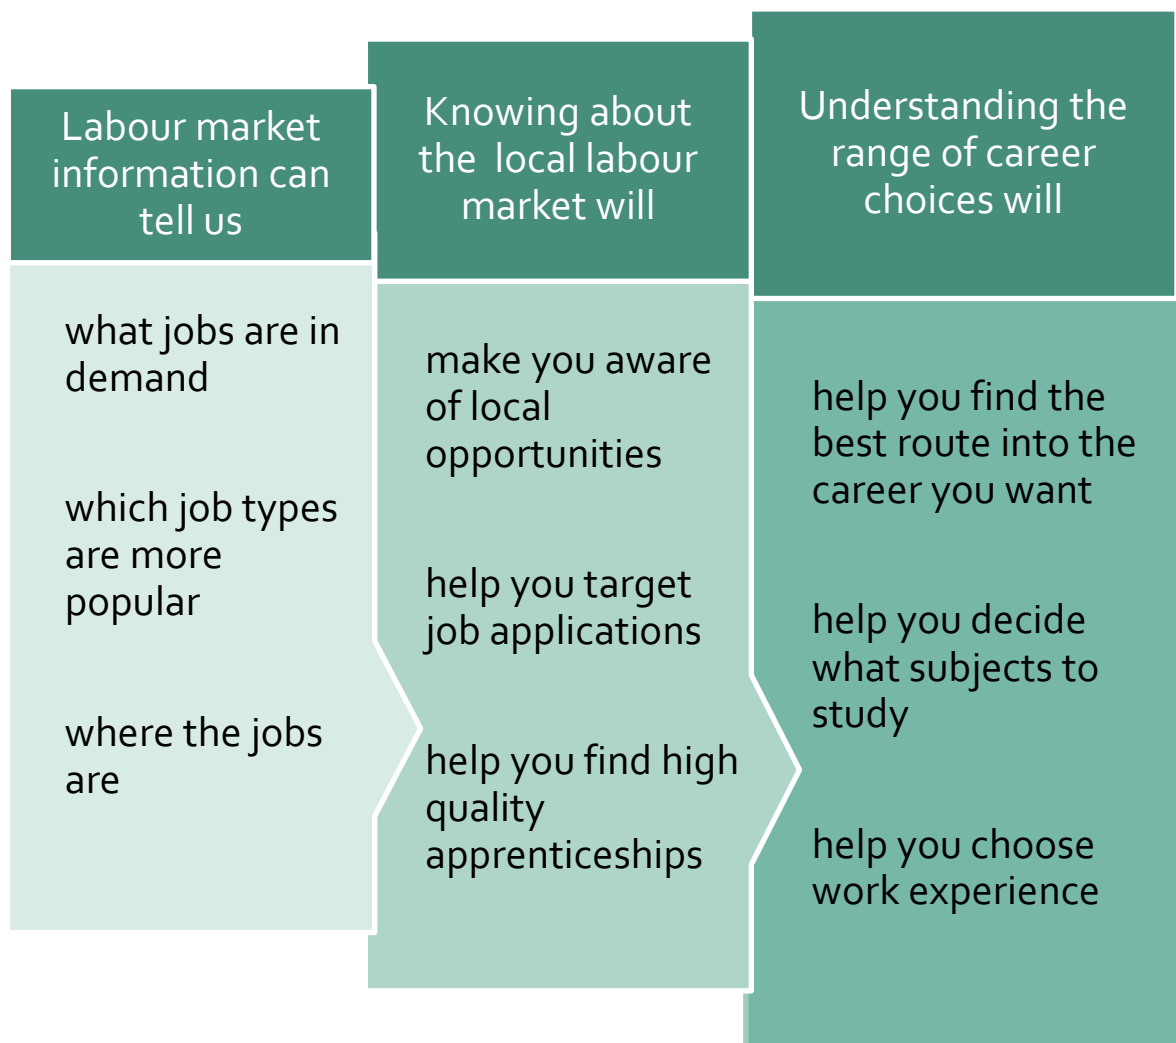 Labour market
information can
tell us
what jobs are in
demand
which job types
are more
popular
where the jobs
are
Knowing about
the  local labour
market will
make you aware
of local
opportunities
help you target
job applications
help you find high
quality
apprenticeships
Understanding the
range of career
choices will
help you find the
best route into the
career you want
help you decide
what subjects to
study
help you choose
work experience